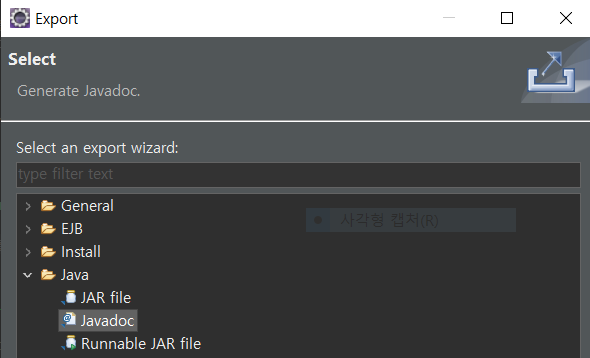 Export
Select
Generate Javadoc.
Select an export wizard:
type filter text
General
EJB
사각형 캡처(R)
Install
Java
JAR file
Javadoc
Runnable JAR file